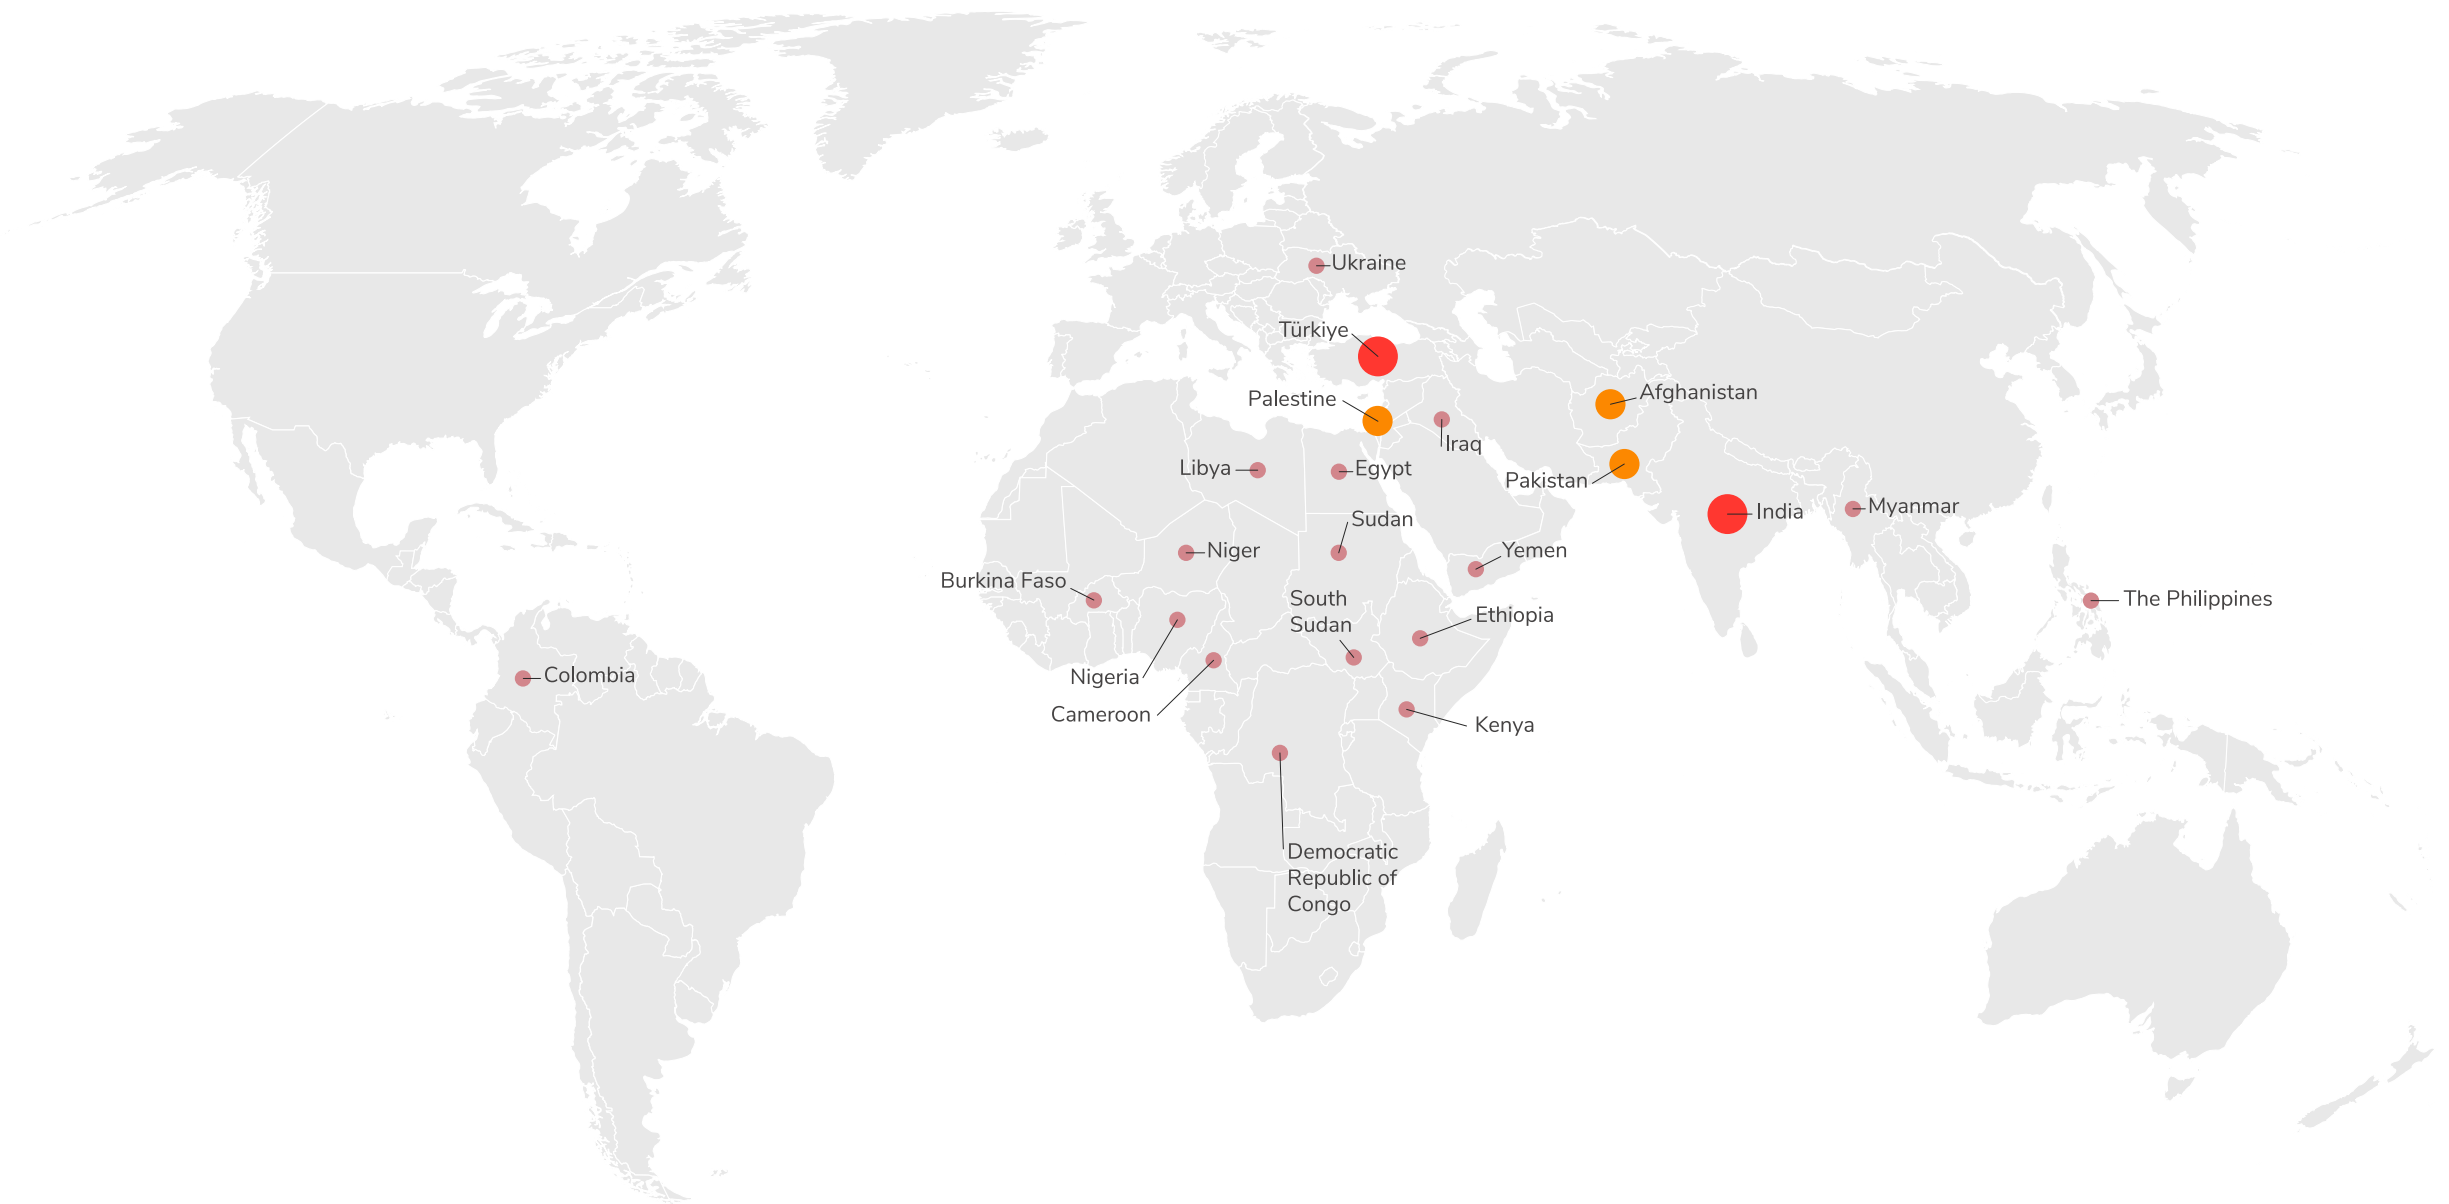 Ukraine
Türkiye
Afghanistan
Palestine
Iraq
Libya
Egypt
Pakistan
Myanmar
India
Sudan
Niger
Yemen
Burkina Faso
South
Sudan
The Philippines
Ethiopia
Colombia
Nigeria
Cameroon
Kenya
Democratic
Republic of
Congo